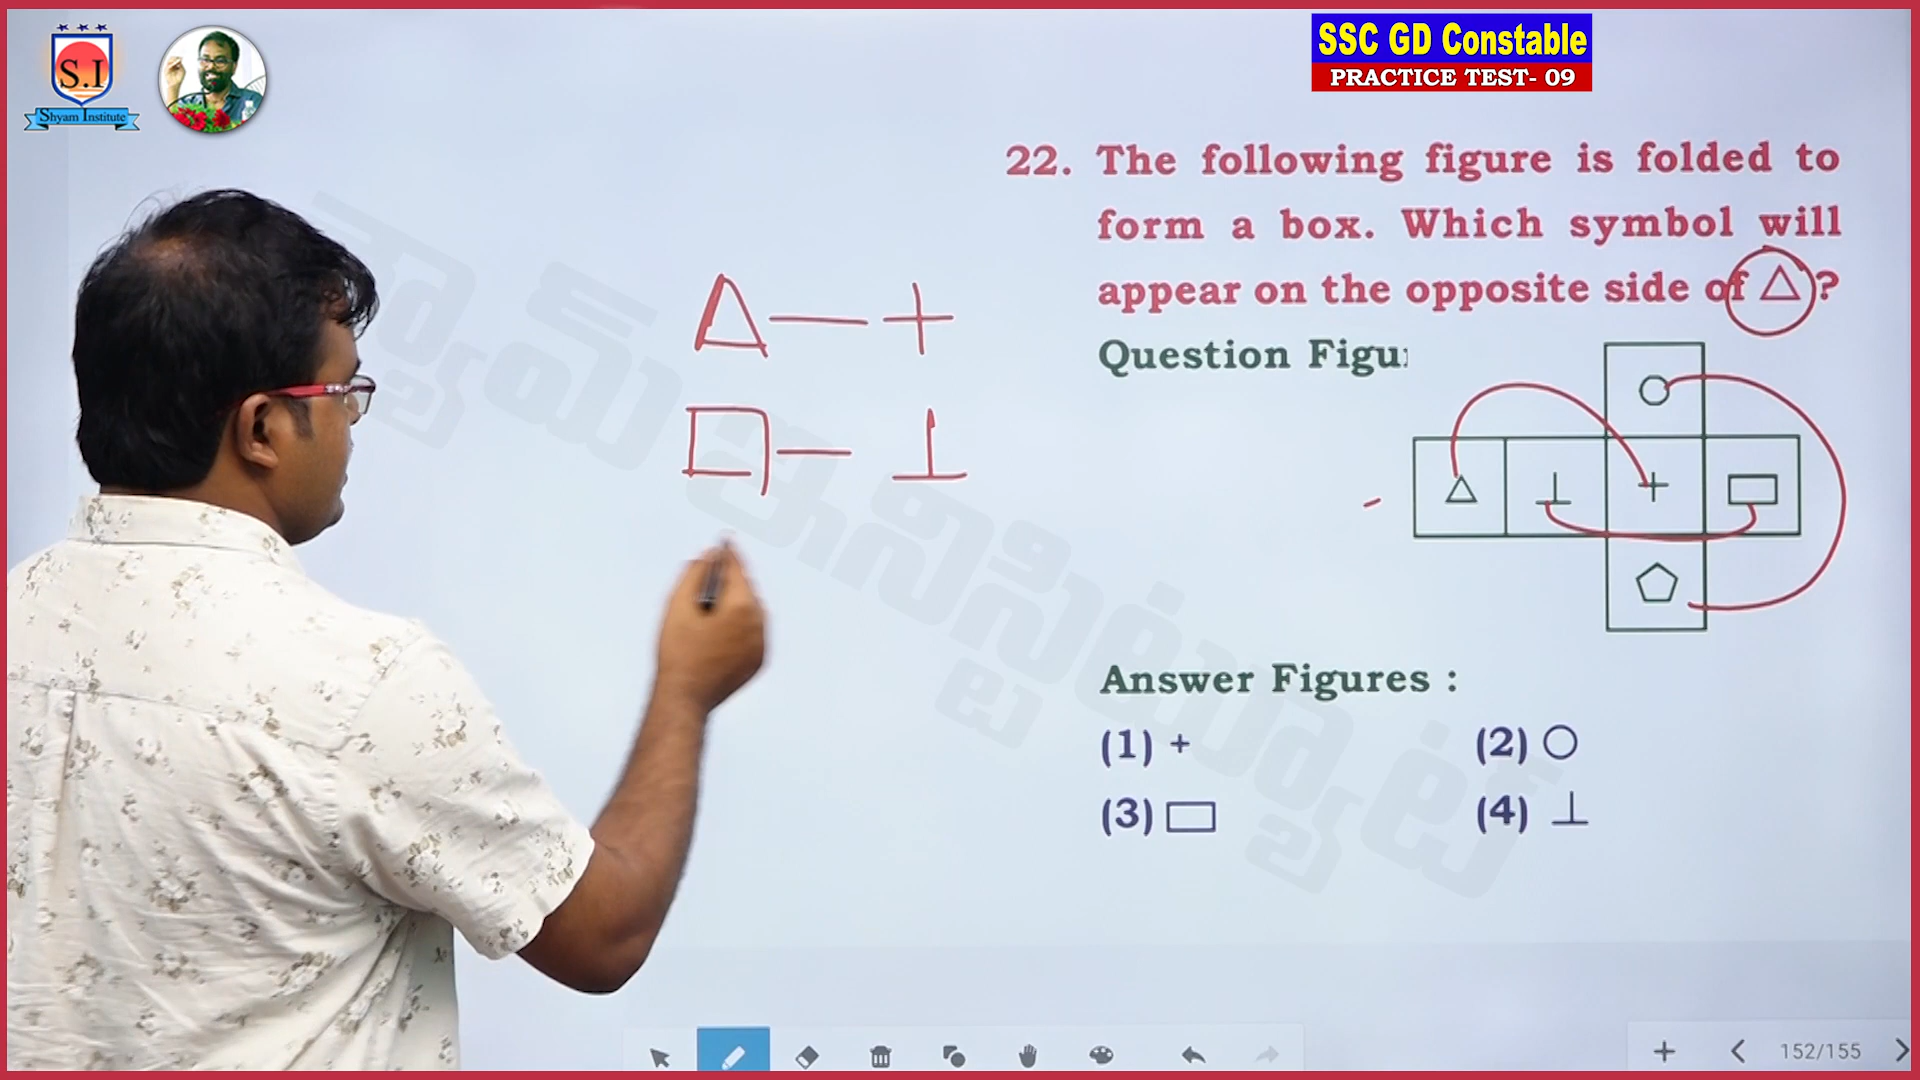 S.I
Shyam Institute
SSC GD Constable
PRACTICE TEST- 09
22. The following figure is folded to
form a box. Which symbol will
appear on the opposite side of △ ?
Question Figu
△ — +
□ — ⊥
Answer Figures :
(1) + (2) ○
(3) ▭ (4) ⊥
శ్యామ్ ఇన్‌స్టిట్యూట్
152/155